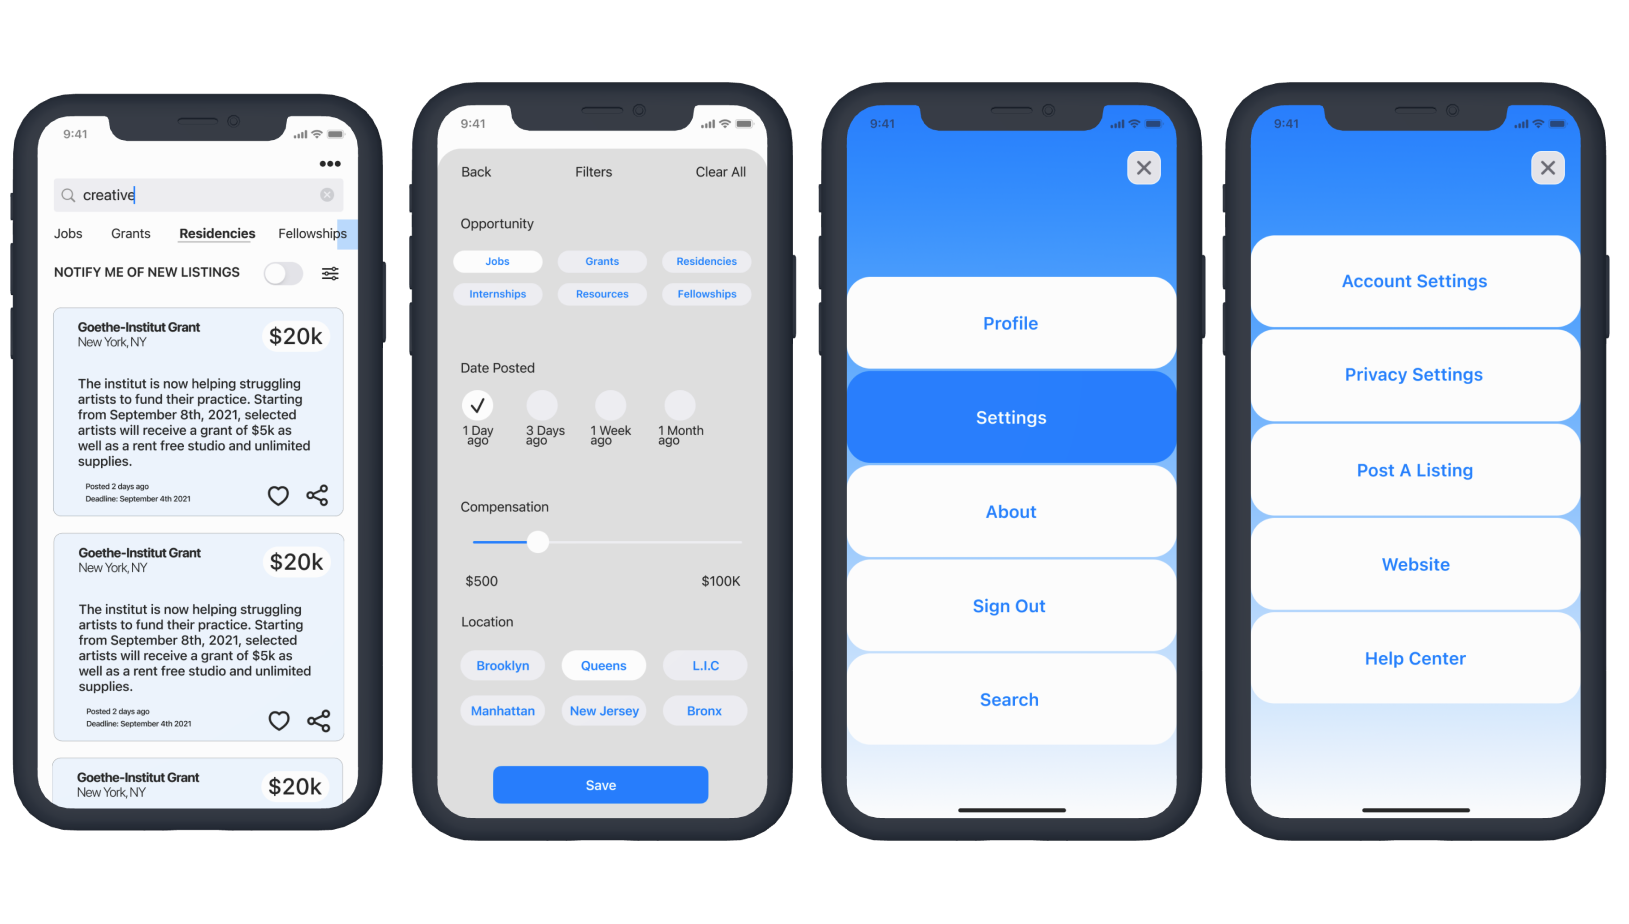 9:41
creative
Jobs Grants Residencies Fellowships
NOTIFY ME OF NEW LISTINGS
Goethe-Institut Grant
New York, NY
$20k
The institut is now helping struggling
artists to fund their practice. Starting
from September 8th, 2021, selected
artists will receive a grant of $5k as
well as a rent free studio and unlimited
supplies.
Posted 2 days ago
Deadline: September 4th 2021
Goethe-Institut Grant
New York, NY
$20k
The institut is now helping struggling
artists to fund their practice. Starting
from September 8th, 2021, selected
artists will receive a grant of $5k as
well as a rent free studio and unlimited
supplies.
Posted 2 days ago
Deadline: September 4th 2021
Goethe-Institut Grant
New York, NY
$20k
9:41
Back Filters Clear All
Opportunity
Jobs Grants Residencies
Internships Resources Fellowships
Date Posted
1 Day ago
3 Days ago
1 Week ago
1 Month ago
Compensation
$500 $100K
Location
Brooklyn Queens L.I.C
Manhattan New Jersey Bronx
Save
9:41
Profile
Settings
About
Sign Out
Search
9:41
Account Settings
Privacy Settings
Post A Listing
Website
Help Center